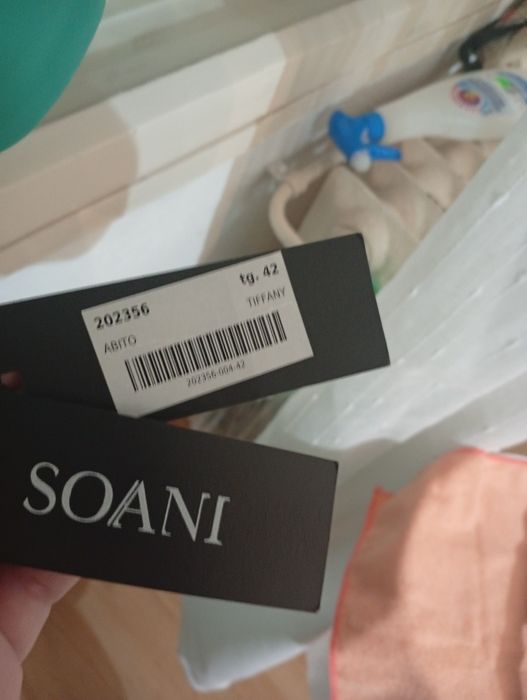 202356
tg. 42
ABITO
TIFFANY
202356-004-42
SOANI